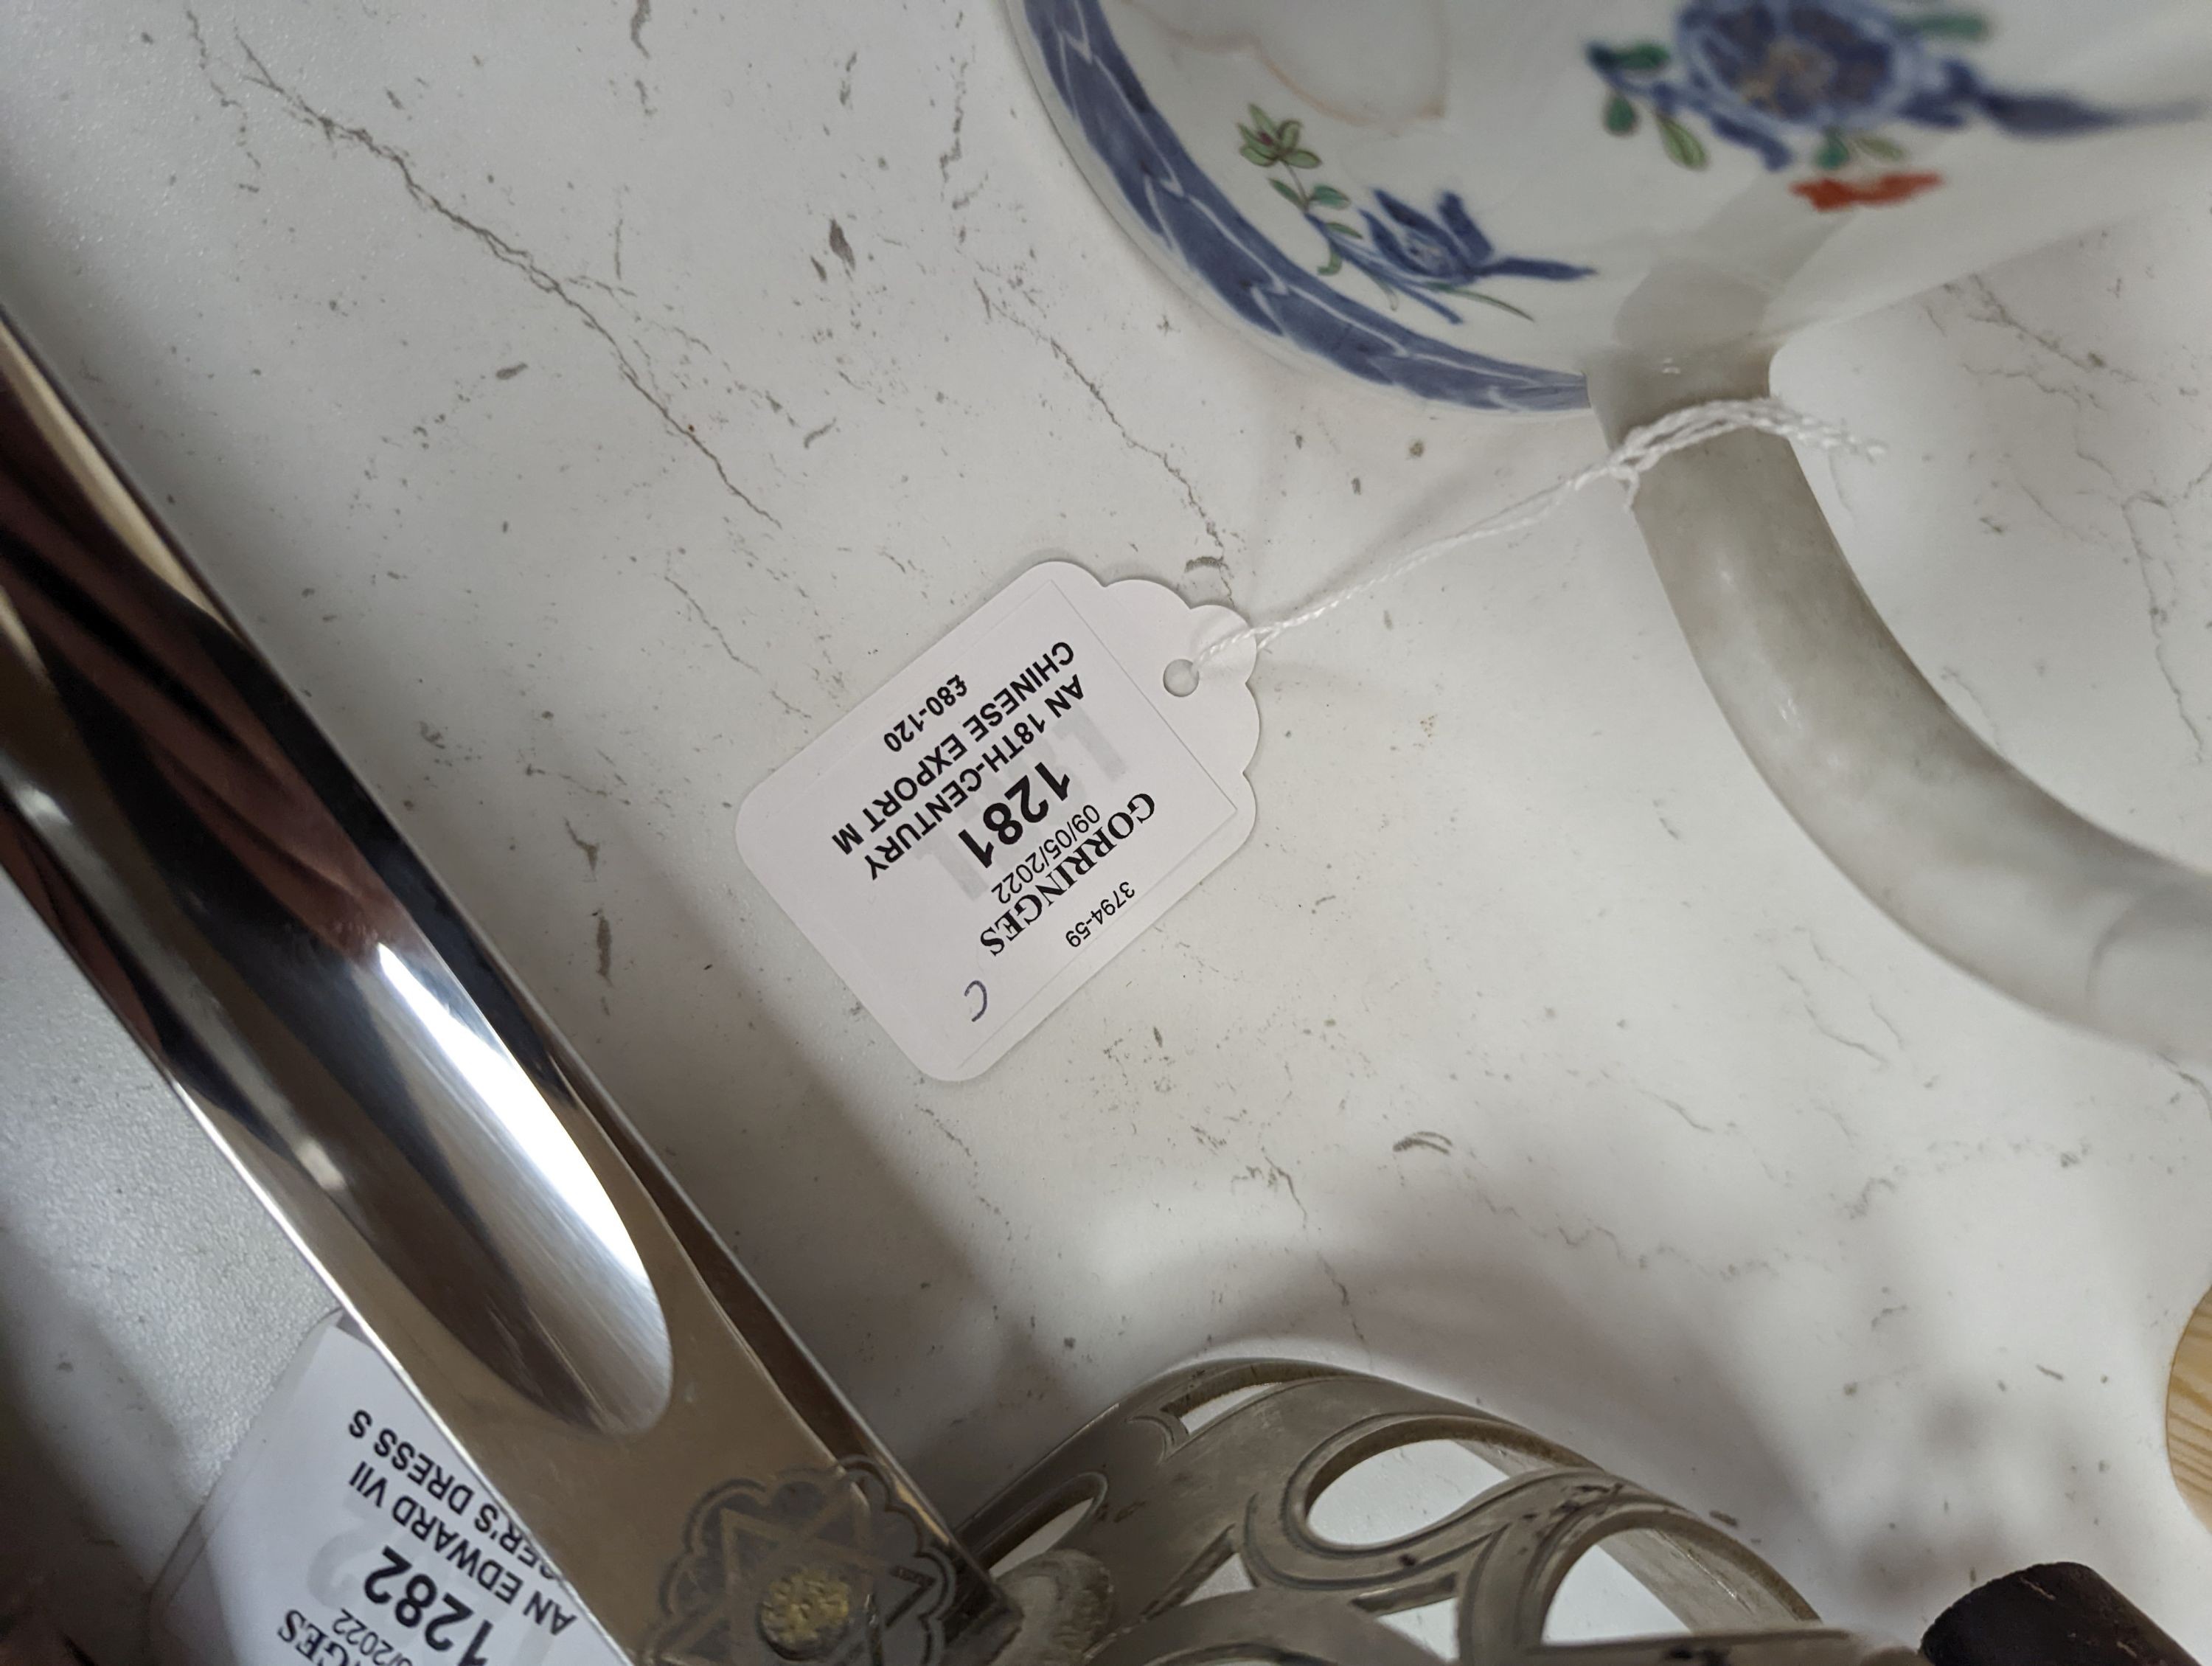 3794-59
GORRINGES
09/05/2022
1281
AN 18TH-CENTURY
CHINESE EXPORT M
£80-120
C
1282
AN EDWARD VII
DRESS S